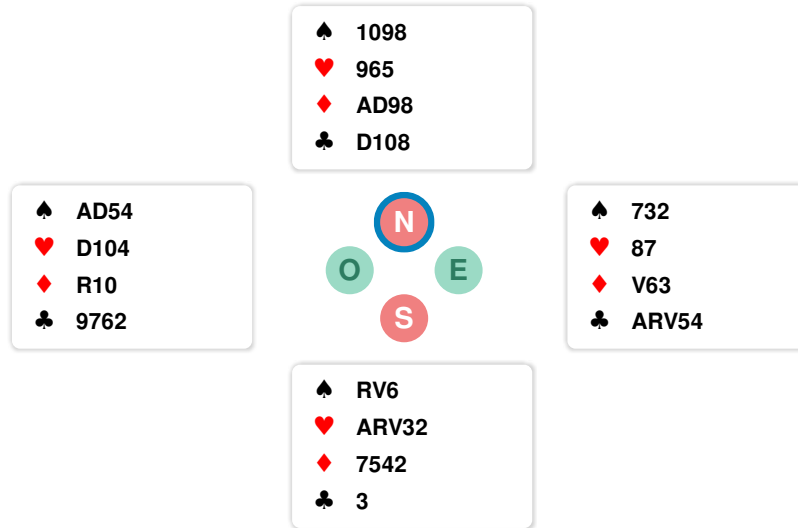 ♠ 1098
♥ 965
♦ AD98
♣ D108
♠ AD54
♥ D104
♦ R10
♣ 9762
N
O
E
S
♠ 732
♥ 87
♦ V63
♣ ARV54
♠ RV6
♥ ARV32
♦ 7542
♣ 3